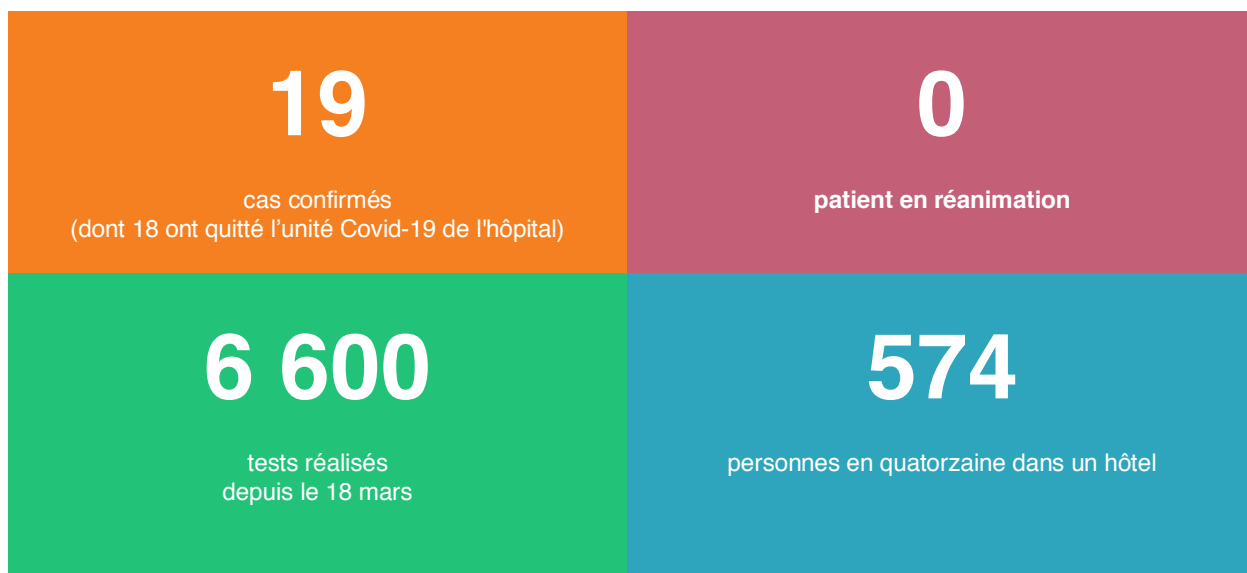 19
cas confirmés
(dont 18 ont quitté l’unité Covid-19 de l'hôpital)
0
patient en réanimation
6 600
tests réalisés
depuis le 18 mars
574
personnes en quatorzaine dans un hôtel